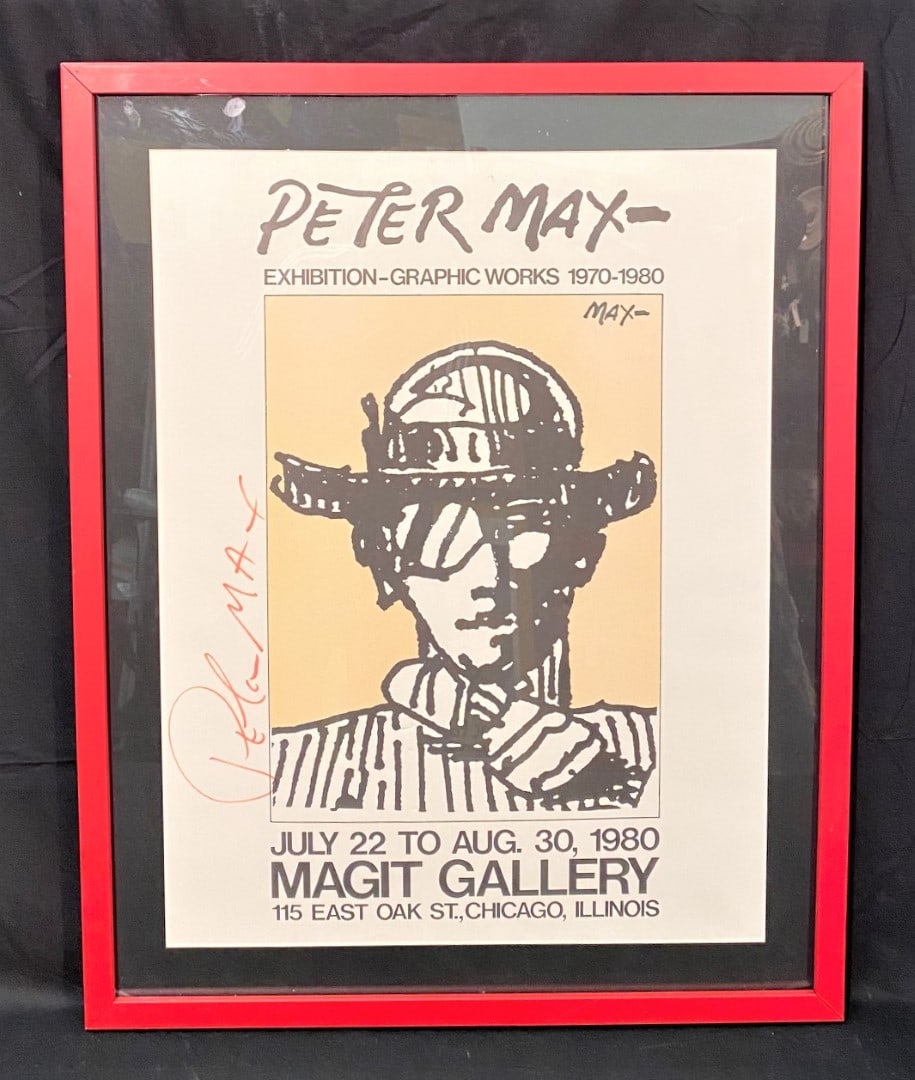 PETER MAX-
EXHIBITION-GRAPHIC WORKS 1970-1980
MAX-
Peter MAX
JULY 22 TO AUG. 30, 1980
MAGIT GALLERY
115 EAST OAK ST., CHICAGO, ILLINOIS